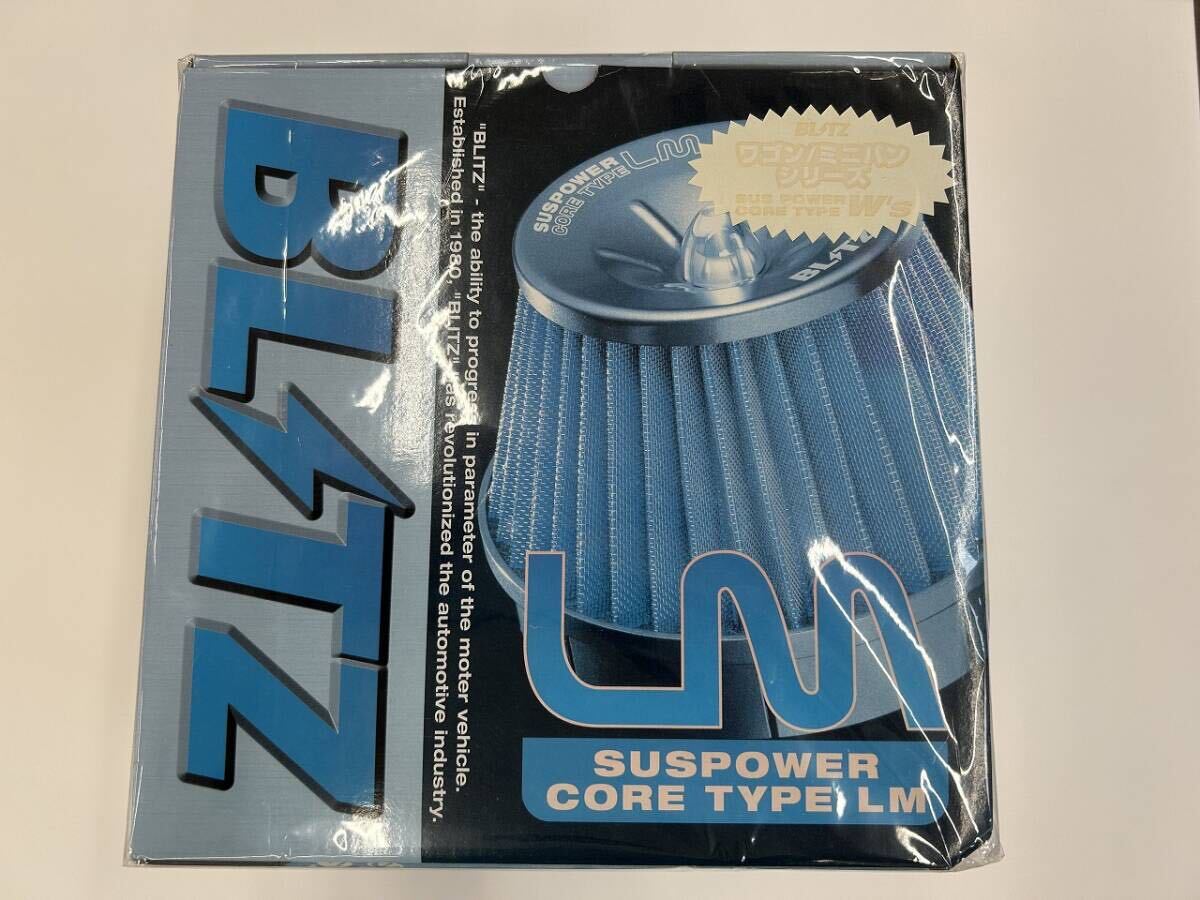 BLITZ
"BLITZ" - the ability to progress in parameter of the moter vehicle.
Established in 1980, "BLITZ" has revolutionized the automotive industry.
SUSPOWER
CORE TYPE LM
BLITZ
BLITZ
ワゴン/ミニバン
シリーズ
SUS POWER
CORE TYPE W's
LM
SUSPOWER
CORE TYPE LM